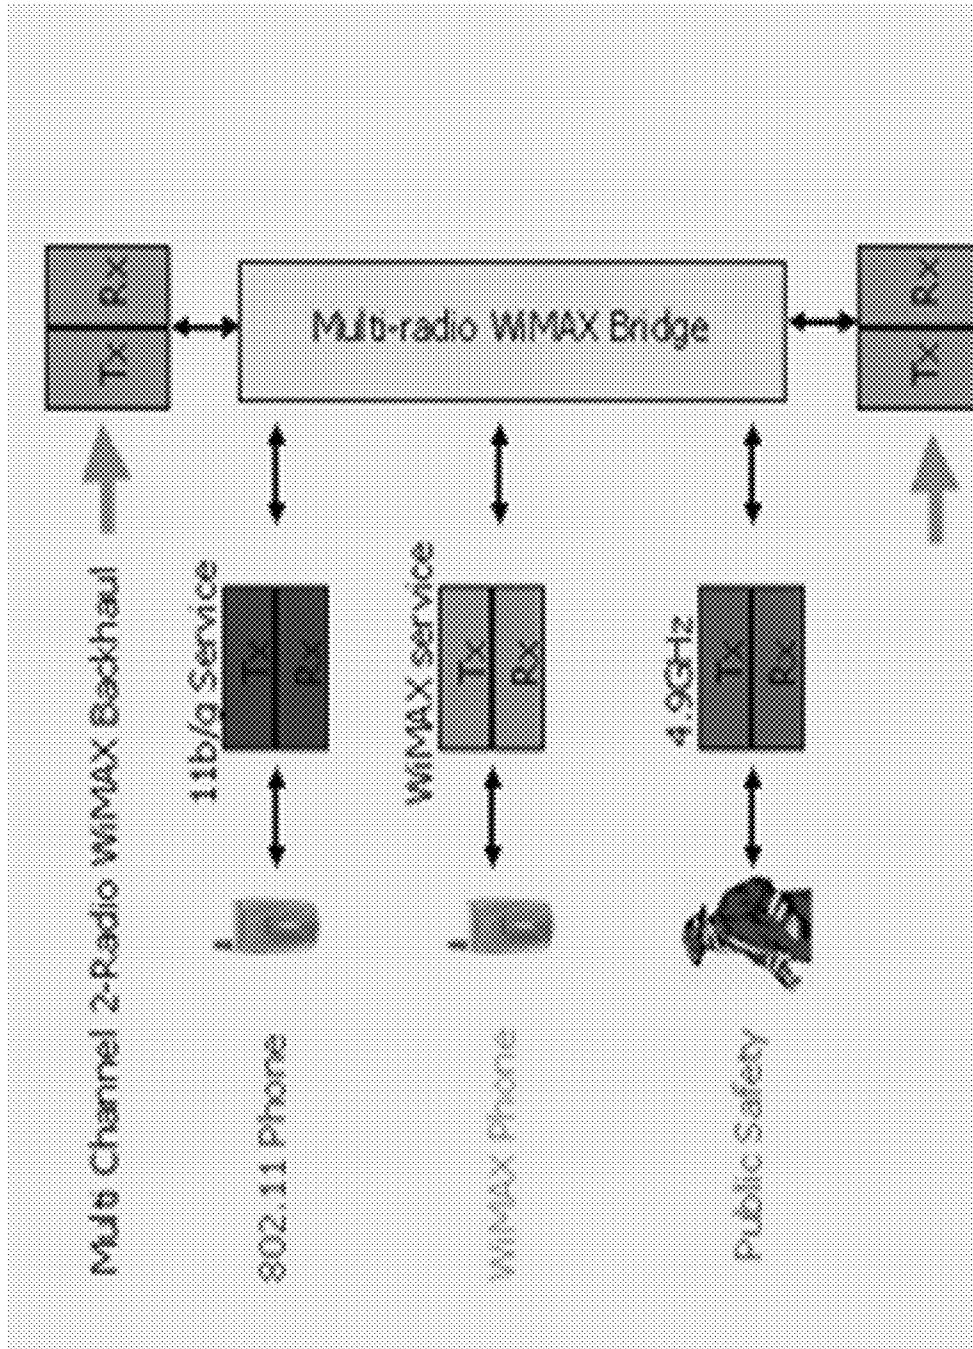 Multi Channel 2-Radio WiMAX Backhaul
Tx Rx
802.11 Phone
11b/g Service
Tx
Rx
Multi-radio WiMAX Bridge
WiMAX Phone
WiMAX service
Tx
Rx
Public Safety
4.9GHz
Tx
Rx
Tx Rx